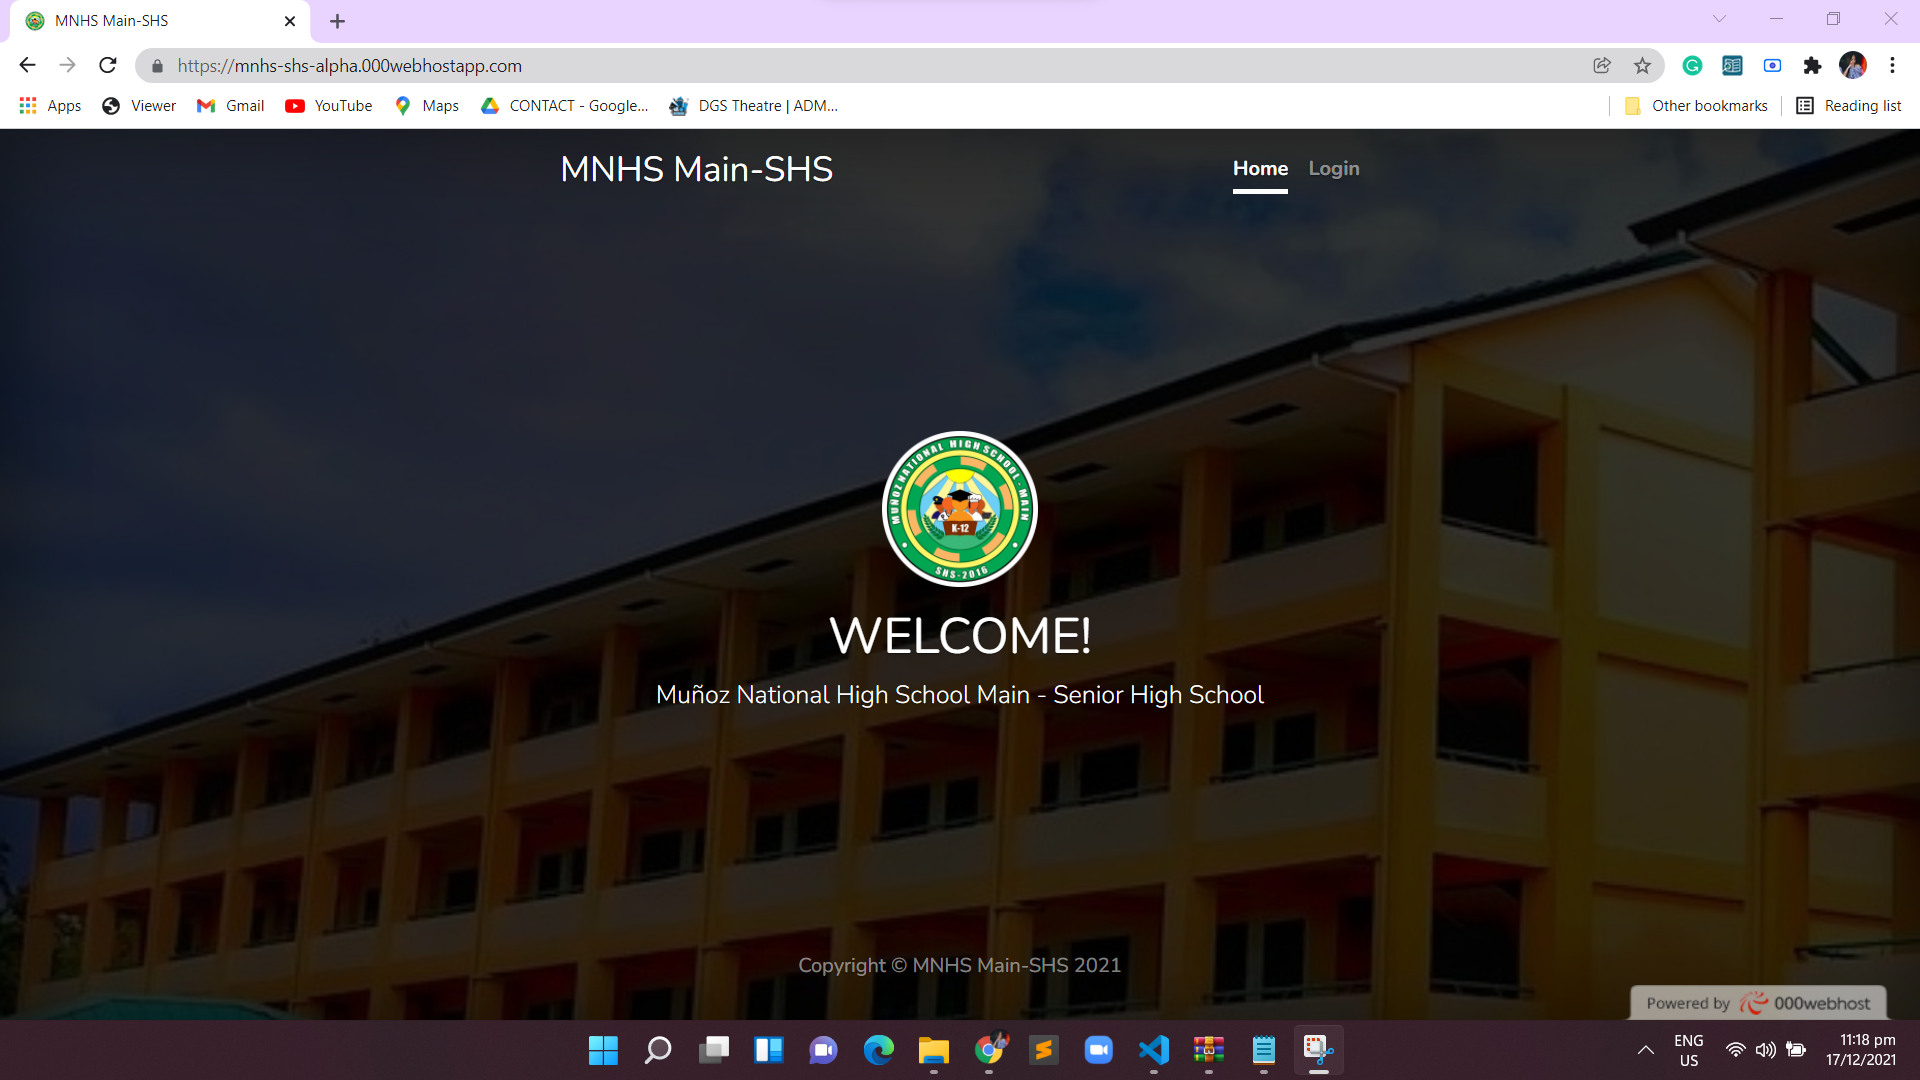 MNHS Main-SHS
https://mnhs-shs-alpha.000webhostapp.com
Apps Viewer Gmail YouTube Maps CONTACT - Google... DGS Theatre | ADM... Other bookmarks Reading list
MNHS Main-SHS Home Login
MUÑOZ NATIONAL HIGH SCHOOL - MAIN
K-12
SHS-2016
WELCOME!
Muñoz National High School Main - Senior High School
Copyright © MNHS Main-SHS 2021
Powered by 000webhost
ENG
US
11:18 pm
17/12/2021